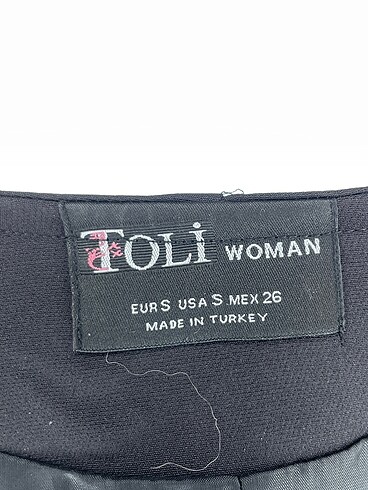 TOLİ WOMAN
EUR S USA S MEX 26
MADE IN TURKEY